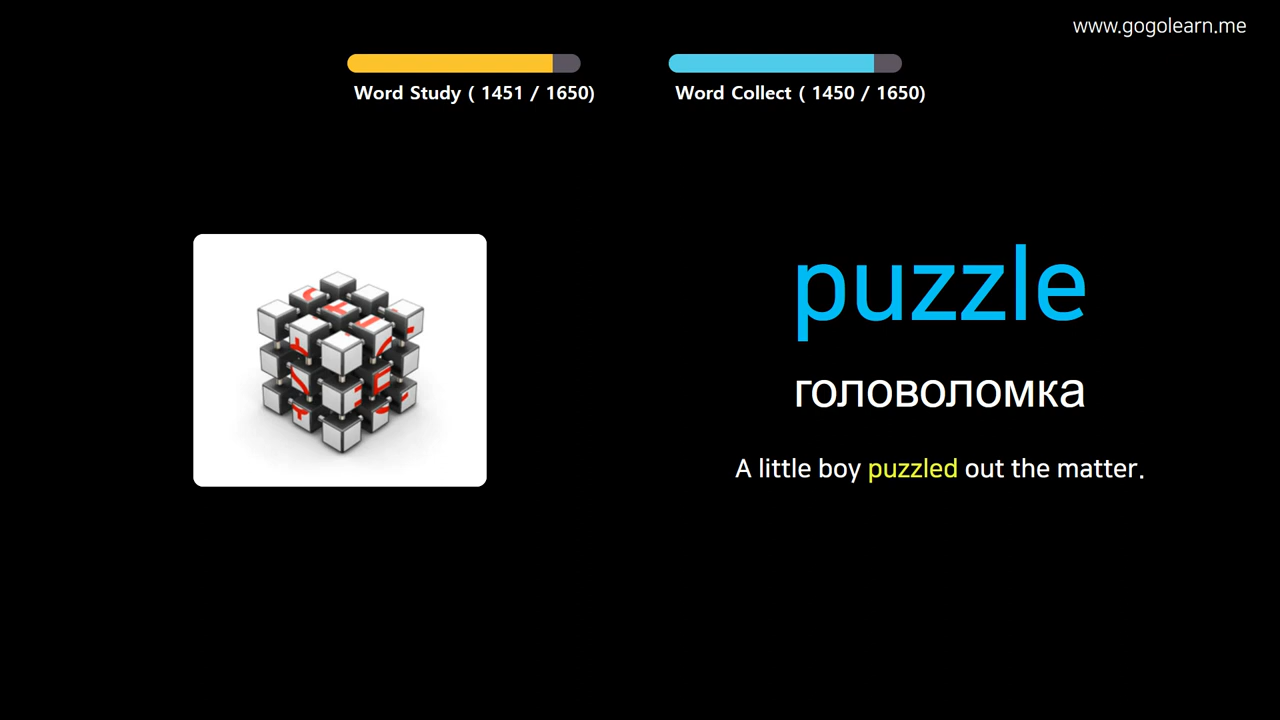 www.gogolearn.me
Word Study ( 1451 / 1650)
Word Collect ( 1450 / 1650)
puzzle
головоломка
A little boy puzzled out the matter.